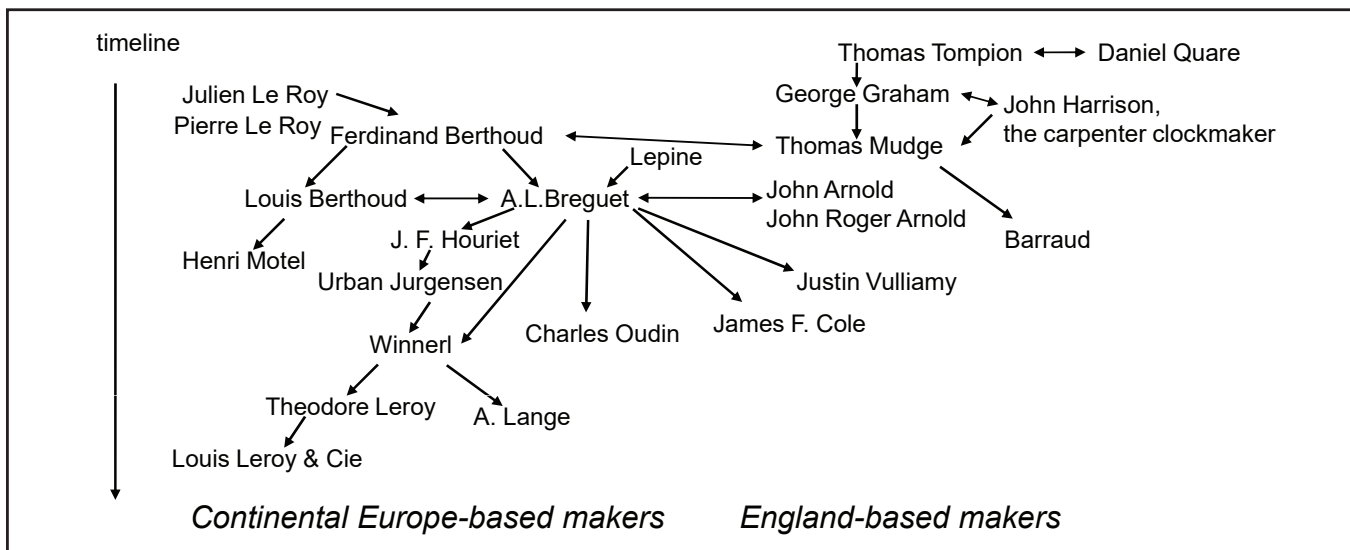 timeline
Thomas Tompion
Daniel Quare
Julien Le Roy
Pierre Le Roy
George Graham
John Harrison,
the carpenter clockmaker
Ferdinand Berthoud
Thomas Mudge
Lepine
Louis Berthoud
A.L.Breguet
John Arnold
John Roger Arnold
J. F. Houriet
Barraud
Henri Motel
Urban Jurgensen
Justin Vulliamy
Charles Oudin
James F. Cole
Winnerl
Theodore Leroy
A. Lange
Louis Leroy & Cie
Continental Europe-based makers
England-based makers